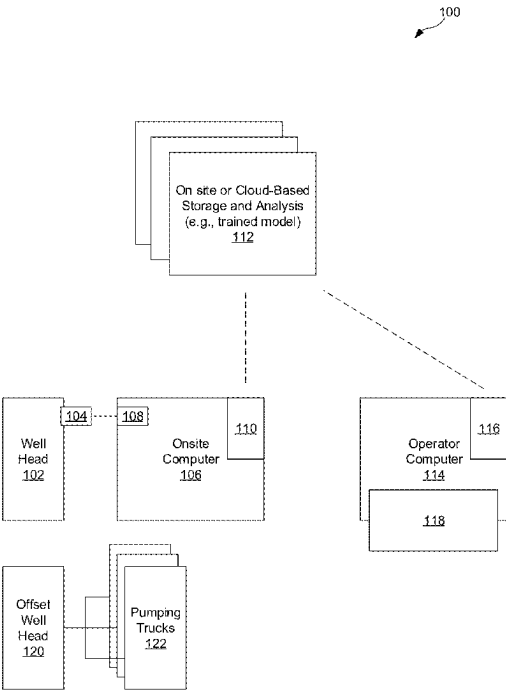 100
On site or Cloud-Based
Storage and Analysis
(e.g., trained model)
112
104
108
110
116
Well
Head
102
Onsite
Computer
106
Operator
Computer
114
118
Offset
Well
Head
120
Pumping
Trucks
122